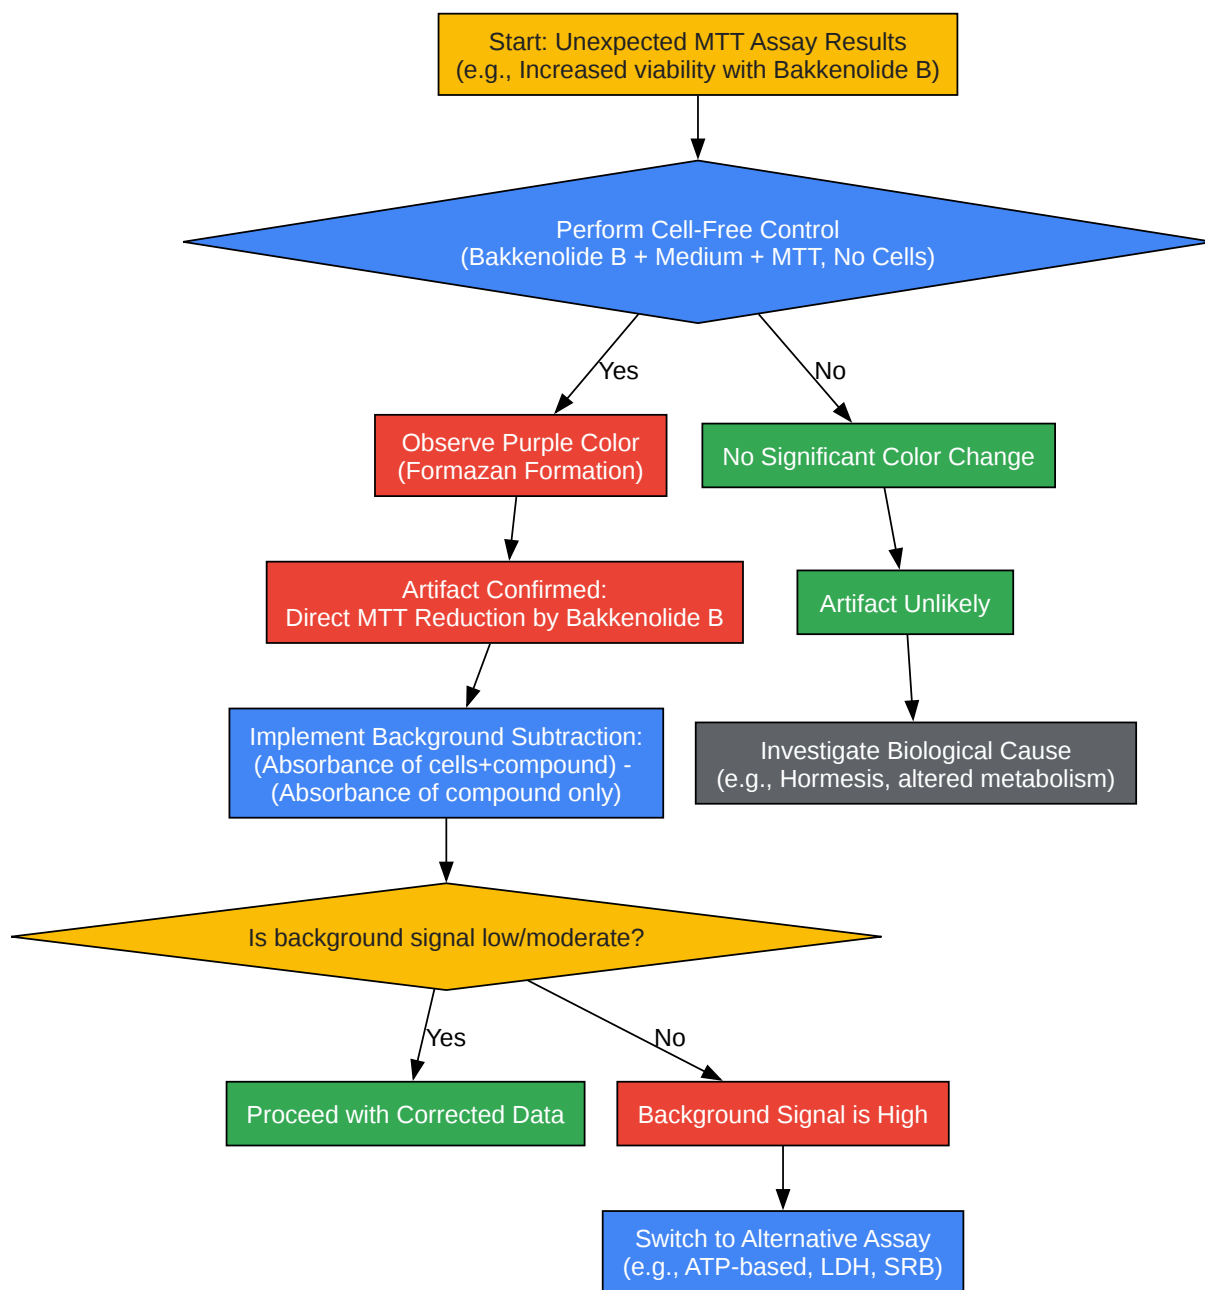 Start: Unexpected MTT Assay Results
(e.g., Increased viability with Bakkenolide B)
Perform Cell-Free Control
(Bakkenolide B + Medium + MTT, No Cells)
Yes
No
Observe Purple Color
(Formazan Formation)
No Significant Color Change
Artifact Confirmed:
Direct MTT Reduction by Bakkenolide B
Artifact Unlikely
Implement Background Subtraction:
(Absorbance of cells+compound) -
(Absorbance of compound only)
Investigate Biological Cause
(e.g., Hormesis, altered metabolism)
Is background signal low/moderate?
Yes
No
Proceed with Corrected Data
Background Signal is High
Switch to Alternative Assay
(e.g., ATP-based, LDH, SRB)